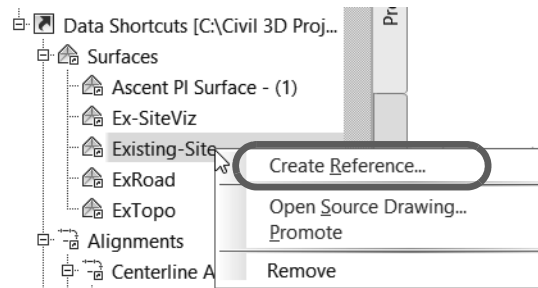 Data Shortcuts [C:\Civil 3D Proj...
Surfaces
Ascent PI Surface - (1)
Ex-SiteViz
Existing-Site
Create Reference...
ExRoad
ExTopo
Open Source Drawing...
Promote
Alignments
Centerline A
Remove